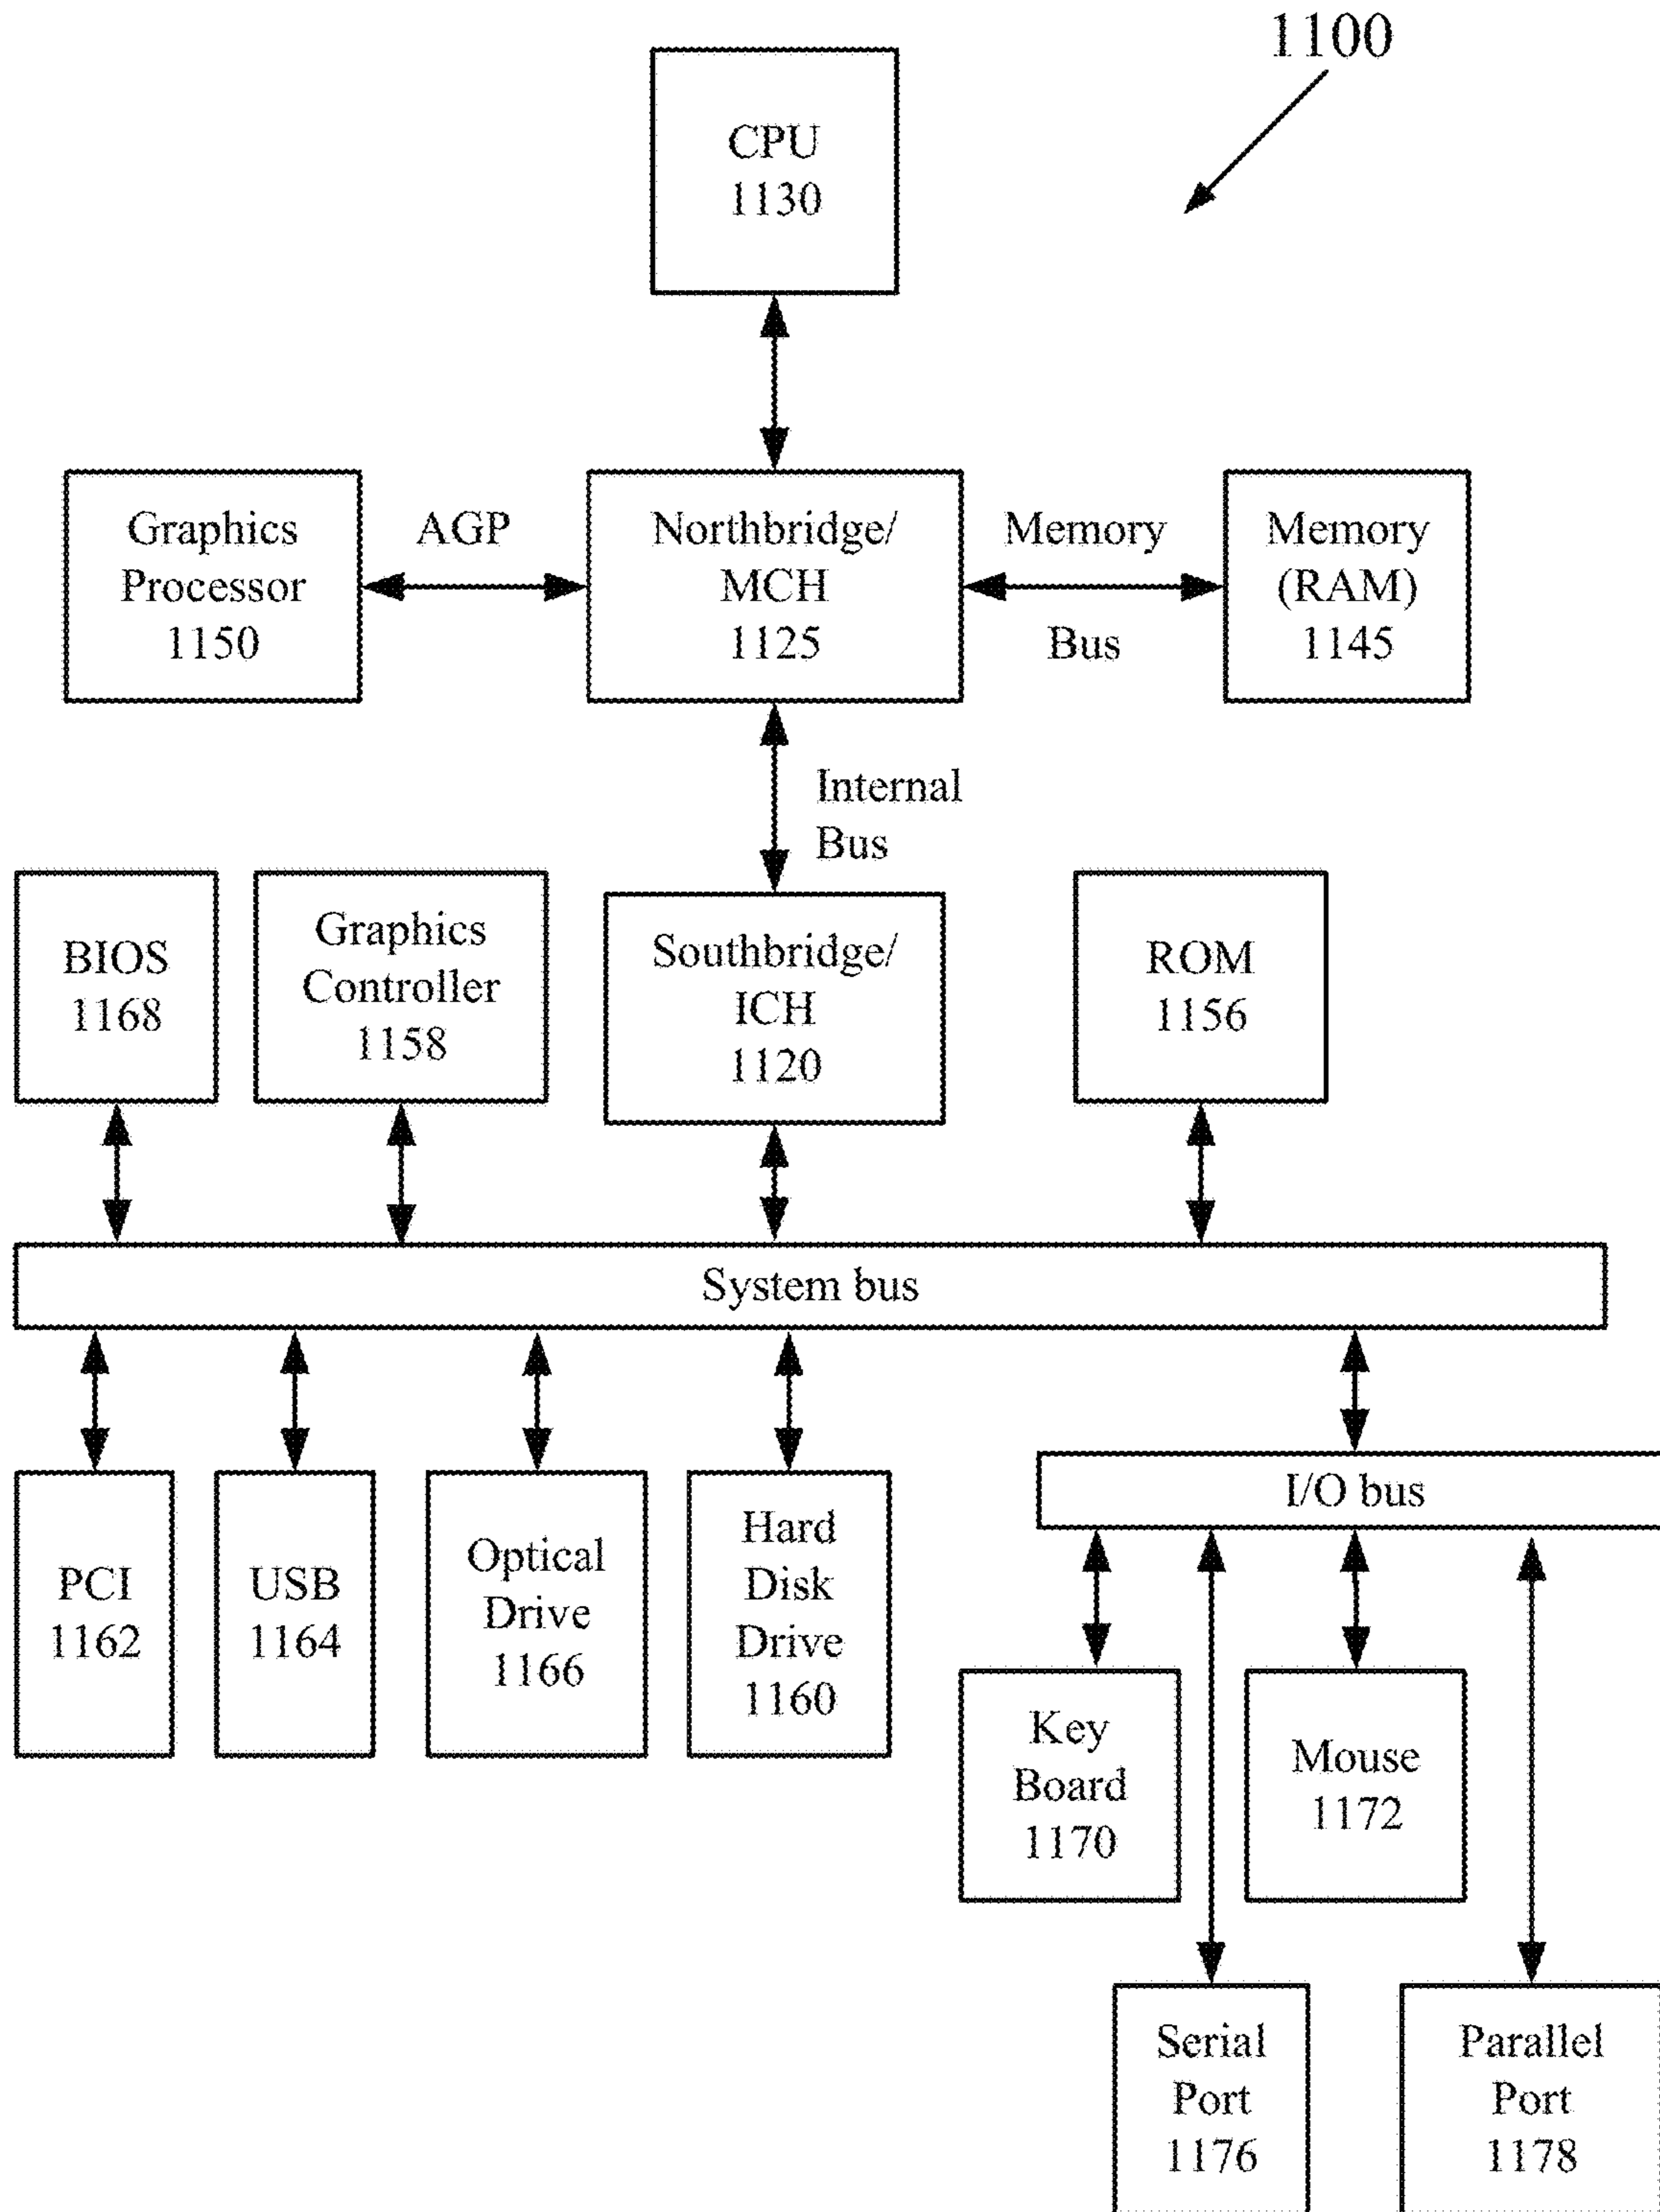 1100
CPU
1130
Graphics
Processor
1150
AGP
Northbridge/
MCH
1125
Memory
Bus
Memory
(RAM)
1145
Internal
Bus
BIOS
1168
Graphics
Controller
1158
Southbridge/
ICH
1120
ROM
1156
System bus
PCI
1162
USB
1164
Optical
Drive
1166
Hard
Disk
Drive
1160
I/O bus
Key
Board
1170
Mouse
1172
Serial
Port
1176
Parallel
Port
1178